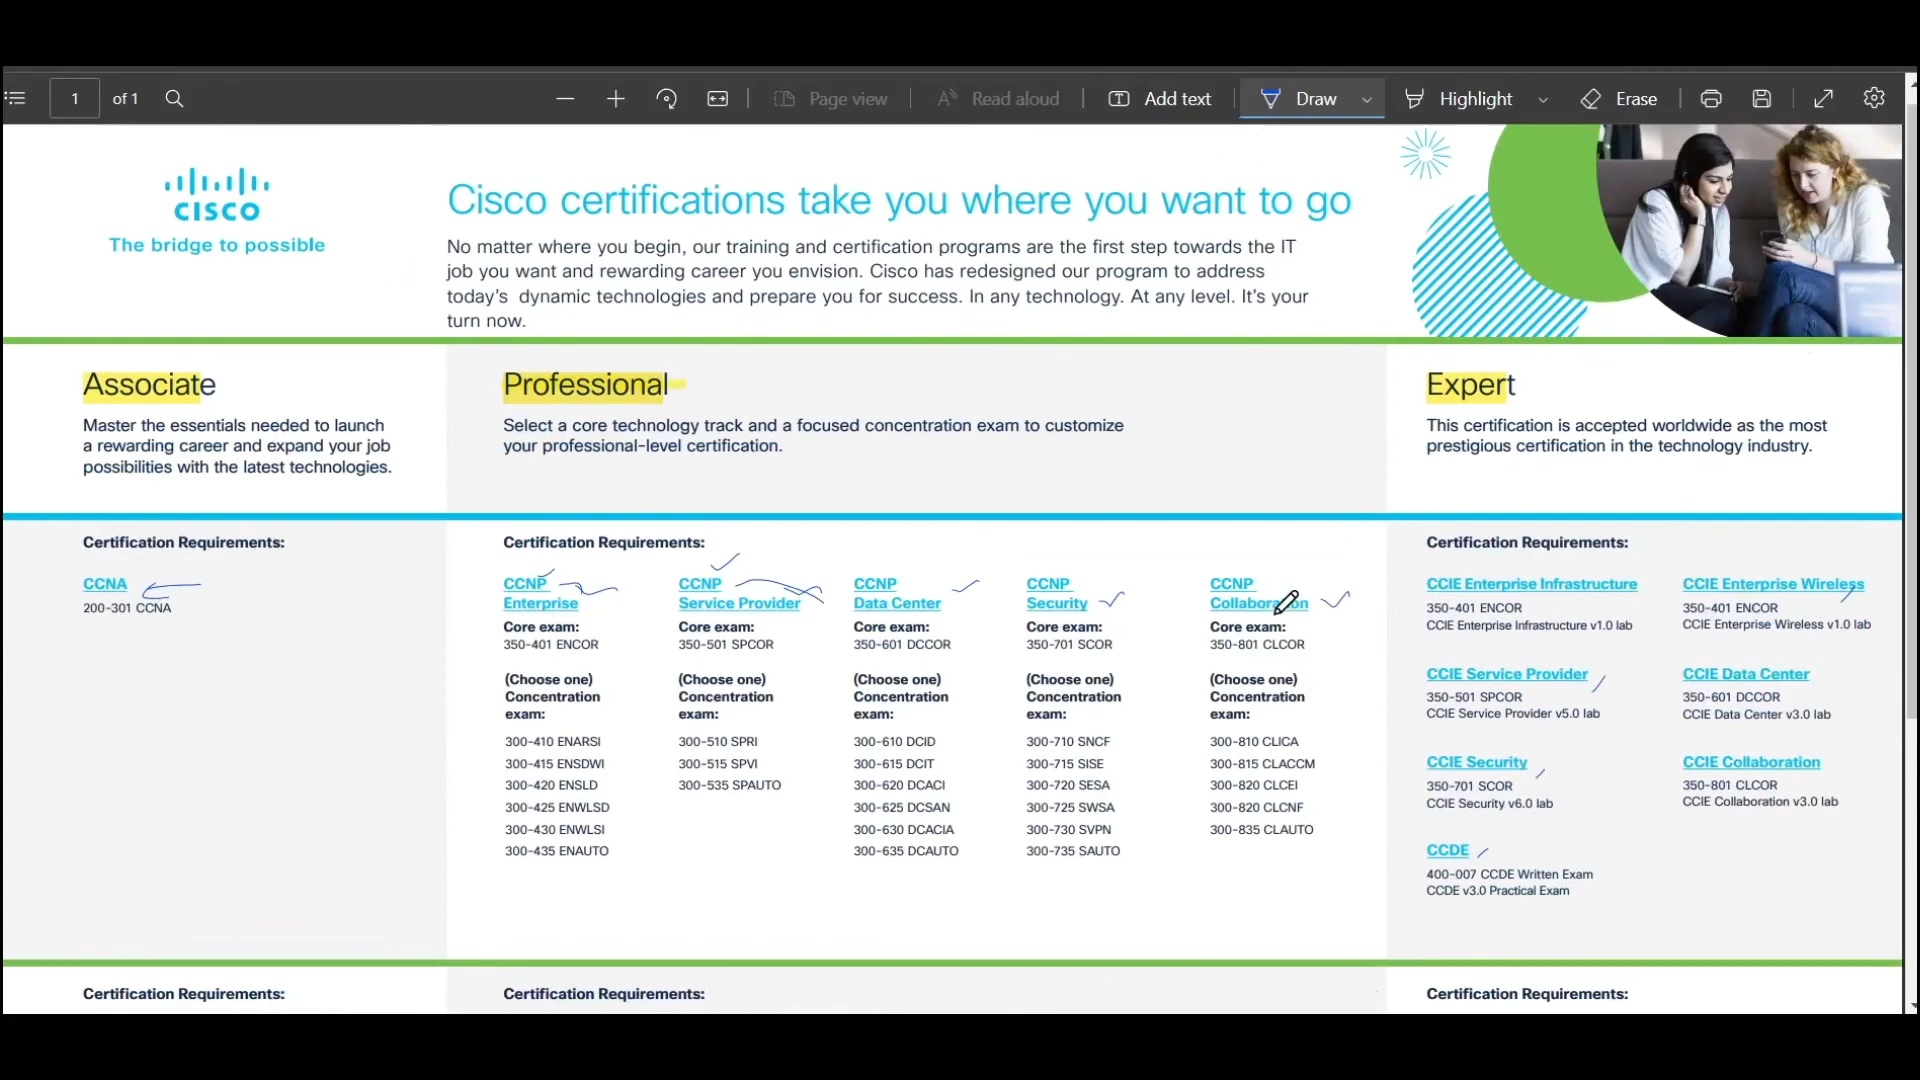 1 of 1 Page view Read aloud Add text Draw Highlight Erase
CISCO
The bridge to possible
Cisco certifications take you where you want to go
No matter where you begin, our training and certification programs are the first step towards the IT
job you want and rewarding career you envision. Cisco has redesigned our program to address
today's dynamic technologies and prepare you for success. In any technology. At any level. It's your
turn now.
Associate
Master the essentials needed to launch
a rewarding career and expand your job
possibilities with the latest technologies.
Professional
Select a core technology track and a focused concentration exam to customize
your professional-level certification.
Expert
This certification is accepted worldwide as the most
prestigious certification in the technology industry.
Certification Requirements:
CCNA
200-301 CCNA
Certification Requirements:
CCNP
Enterprise
Core exam:
350-401 ENCOR
(Choose one)
Concentration
exam:
300-410 ENARSI
300-415 ENSDWI
300-420 ENSLD
300-425 ENWLSD
300-430 ENWLSI
300-435 ENAUTO
CCNP
Service Provider
Core exam:
350-501 SPCOR
(Choose one)
Concentration
exam:
300-510 SPRI
300-515 SPVI
300-535 SPAUTO
CCNP
Data Center
Core exam:
350-601 DCCOR
(Choose one)
Concentration
exam:
300-610 DCID
300-615 DCIT
300-620 DCACI
300-625 DCSAN
300-630 DCACIA
300-635 DCAUTO
CCNP
Security
Core exam:
350-701 SCOR
(Choose one)
Concentration
exam:
300-710 SNCF
300-715 SISE
300-720 SESA
300-725 SWSA
300-730 SVPN
300-735 SAUTO
CCNP
Collaboration
Core exam:
350-801 CLCOR
(Choose one)
Concentration
exam:
300-810 CLICA
300-815 CLACCM
300-820 CLCEI
300-820 CLCNF
300-835 CLAUTO
Certification Requirements:
CCIE Enterprise Infrastructure
350-401 ENCOR
CCIE Enterprise Infrastructure v1.0 lab
CCIE Enterprise Wireless
350-401 ENCOR
CCIE Enterprise Wireless v1.0 lab
CCIE Service Provider
350-501 SPCOR
CCIE Service Provider v5.0 lab
CCIE Data Center
350-601 DCCOR
CCIE Data Center v3.0 lab
CCIE Security
350-701 SCOR
CCIE Security v6.0 lab
CCIE Collaboration
350-801 CLCOR
CCIE Collaboration v3.0 lab
CCDE
400-007 CCDE Written Exam
CCDE v3.0 Practical Exam
Certification Requirements:
Certification Requirements:
Certification Requirements: